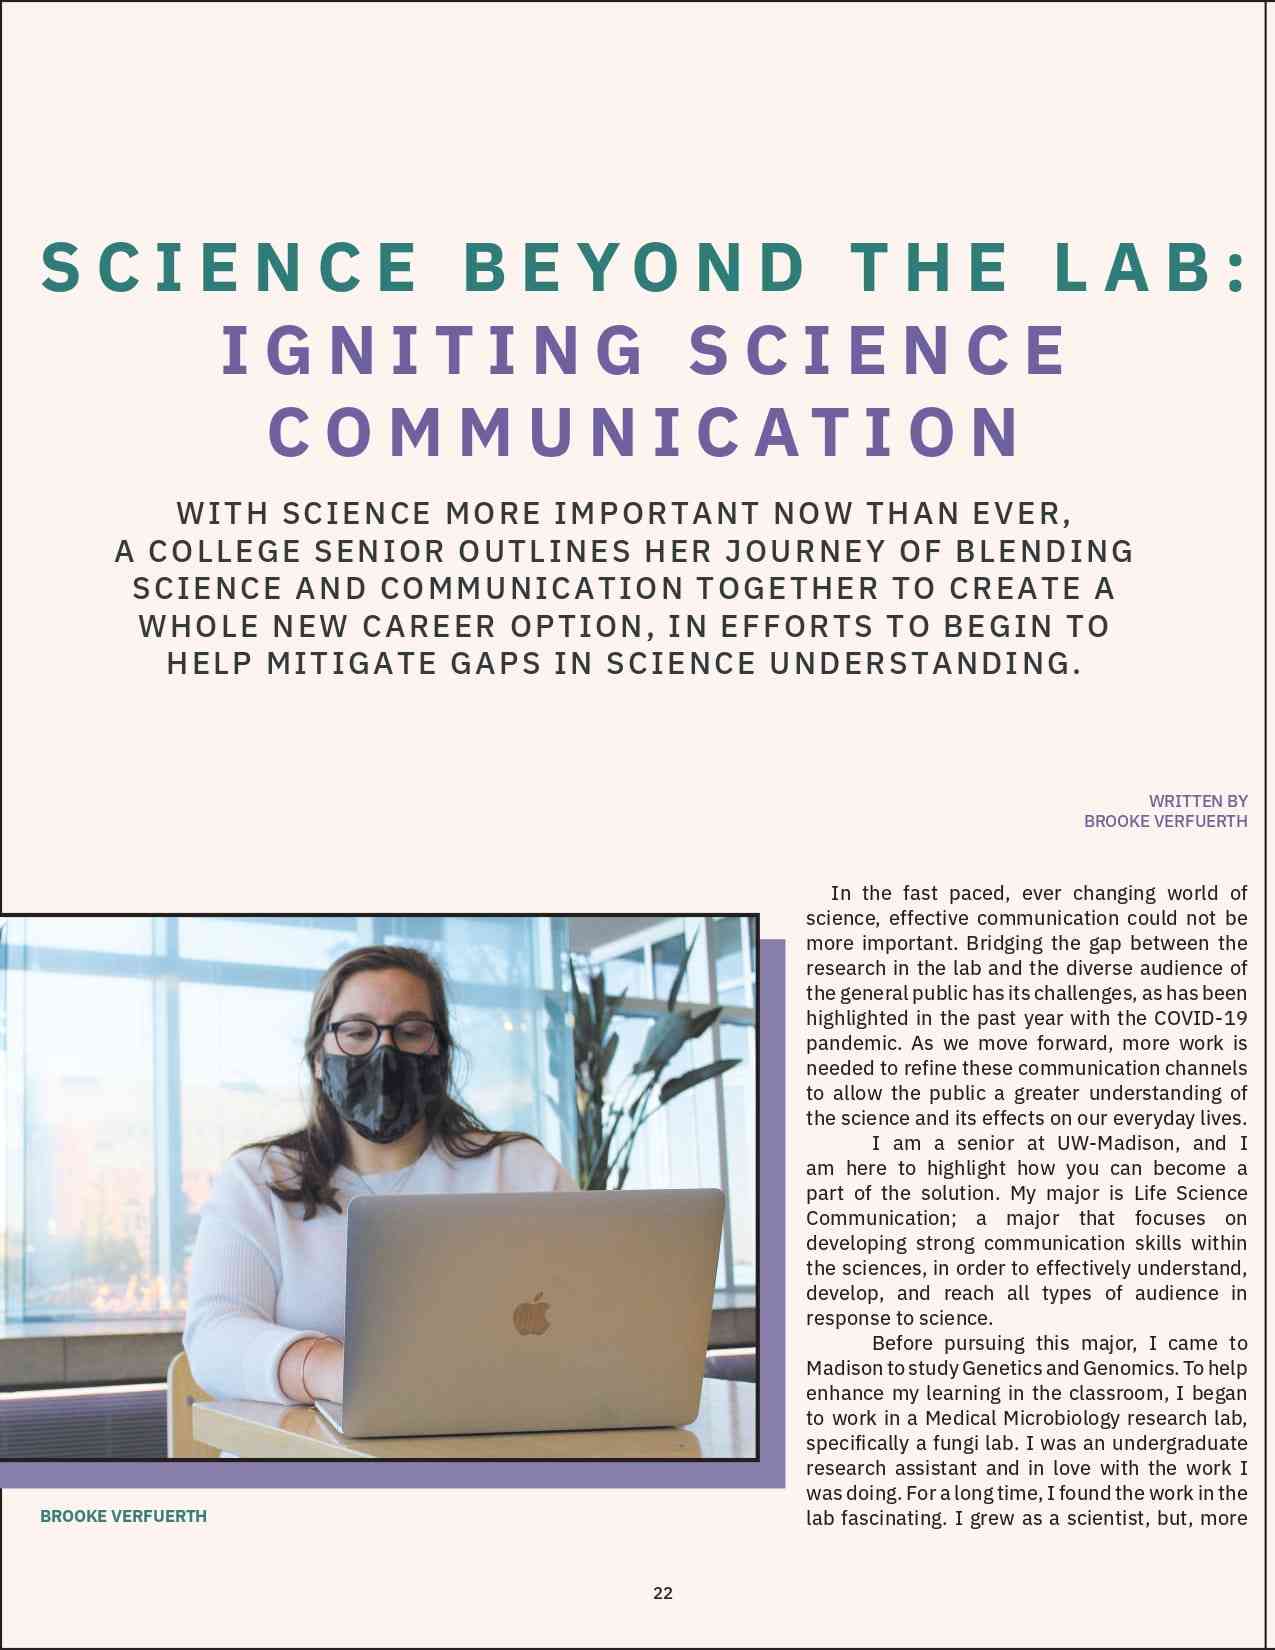 SCIENCE BEYOND THE LAB:
IGNITING SCIENCE
COMMUNICATION
WITH SCIENCE MORE IMPORTANT NOW THAN EVER,
A COLLEGE SENIOR OUTLINES HER JOURNEY OF BLENDING
SCIENCE AND COMMUNICATION TOGETHER TO CREATE A
WHOLE NEW CAREER OPTION, IN EFFORTS TO BEGIN TO
HELP MITIGATE GAPS IN SCIENCE UNDERSTANDING.
WRITTEN BY
BROOKE VERFUERTH
In the fast paced, ever changing world of
science, effective communication could not be
more important. Bridging the gap between the
research in the lab and the diverse audience of
the general public has its challenges, as has been
highlighted in the past year with the COVID-19
pandemic. As we move forward, more work is
needed to refine these communication channels
to allow the public a greater understanding of
the science and its effects on our everyday lives.
I am a senior at UW-Madison, and I
am here to highlight how you can become a
part of the solution. My major is Life Science
Communication; a major that focuses on
developing strong communication skills within
the sciences, in order to effectively understand,
develop, and reach all types of audience in
response to science.
Before pursuing this major, I came to
Madison to study Genetics and Genomics. To help
enhance my learning in the classroom, I began
to work in a Medical Microbiology research lab,
specifically a fungi lab. I was an undergraduate
research assistant and in love with the work I
was doing. For a long time, I found the work in the
lab fascinating. I grew as a scientist, but, more
BROOKE VERFUERTH
22